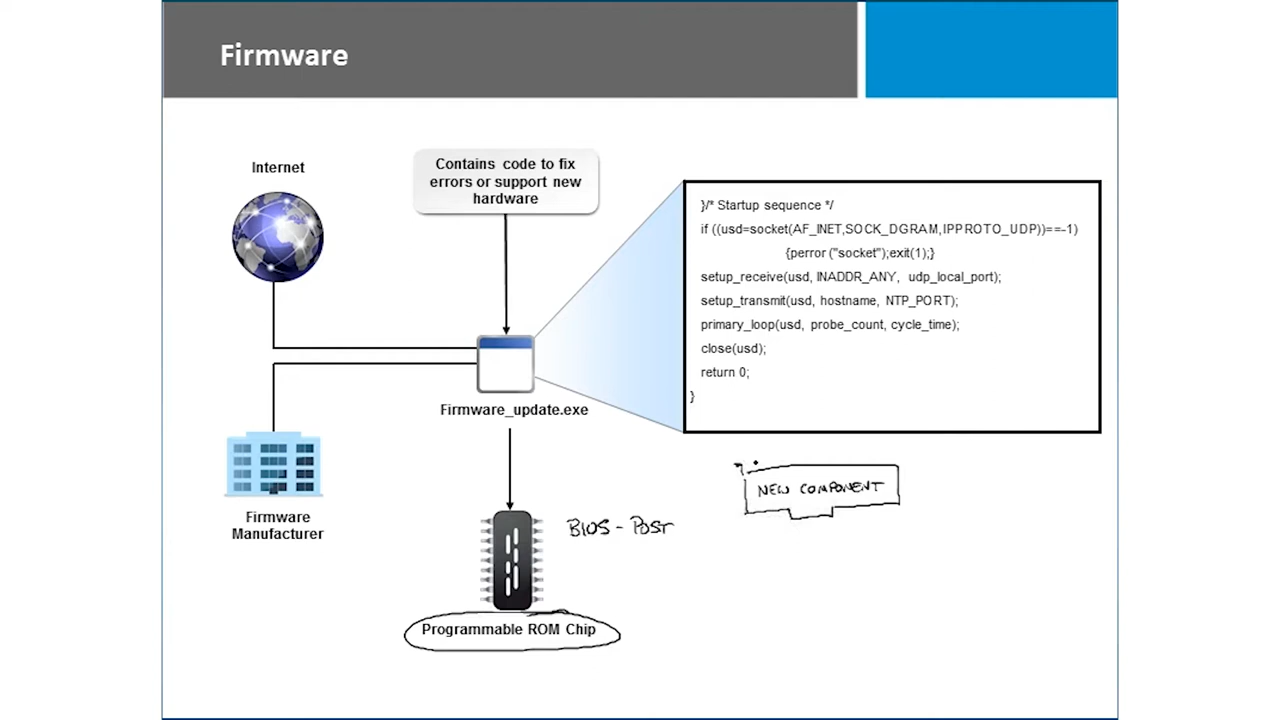 Firmware
Internet
Contains code to fix
errors or support new
hardware
}/* Startup sequence */
if ((usd=socket(AF_INET,SOCK_DGRAM,IPPROTO_UDP))==-1)
{perror ("socket");exit(1);}
setup_receive(usd, INADDR_ANY, udp_local_port);
setup_transmit(usd, hostname, NTP_PORT);
primary_loop(usd, probe_count, cycle_time);
close(usd);
return 0;
}
Firmware_update.exe
NEW COMPONENT
Firmware
Manufacturer
BIOS - POST
Programmable ROM Chip